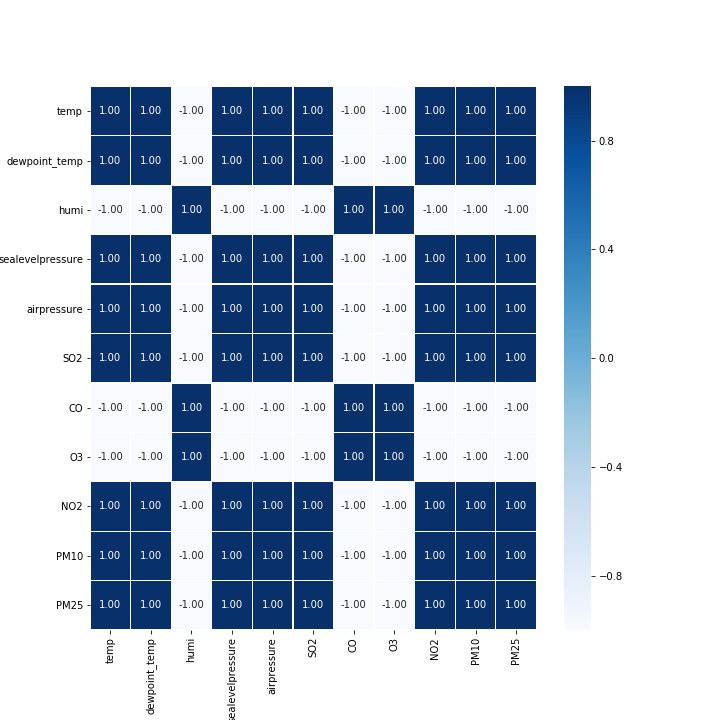 temp 1.00 1.00 -1.00 1.00 1.00 1.00 -1.00 -1.00 1.00 1.00 1.00
dewpoint_temp 1.00 1.00 -1.00 1.00 1.00 1.00 -1.00 -1.00 1.00 1.00 1.00
humi -1.00 -1.00 1.00 -1.00 -1.00 -1.00 1.00 1.00 -1.00 -1.00 -1.00
sealevelpressure 1.00 1.00 -1.00 1.00 1.00 1.00 -1.00 -1.00 1.00 1.00 1.00
airpressure 1.00 1.00 -1.00 1.00 1.00 1.00 -1.00 -1.00 1.00 1.00 1.00
SO2 1.00 1.00 -1.00 1.00 1.00 1.00 -1.00 -1.00 1.00 1.00 1.00
CO -1.00 -1.00 1.00 -1.00 -1.00 -1.00 1.00 1.00 -1.00 -1.00 -1.00
O3 -1.00 -1.00 1.00 -1.00 -1.00 -1.00 1.00 1.00 -1.00 -1.00 -1.00
NO2 1.00 1.00 -1.00 1.00 1.00 1.00 -1.00 -1.00 1.00 1.00 1.00
PM10 1.00 1.00 -1.00 1.00 1.00 1.00 -1.00 -1.00 1.00 1.00 1.00
PM25 1.00 1.00 -1.00 1.00 1.00 1.00 -1.00 -1.00 1.00 1.00 1.00
temp dewpoint_temp humi sealevelpressure airpressure SO2 CO O3 NO2 PM10 PM25
0.8
0.4
0.0
−0.4
−0.8